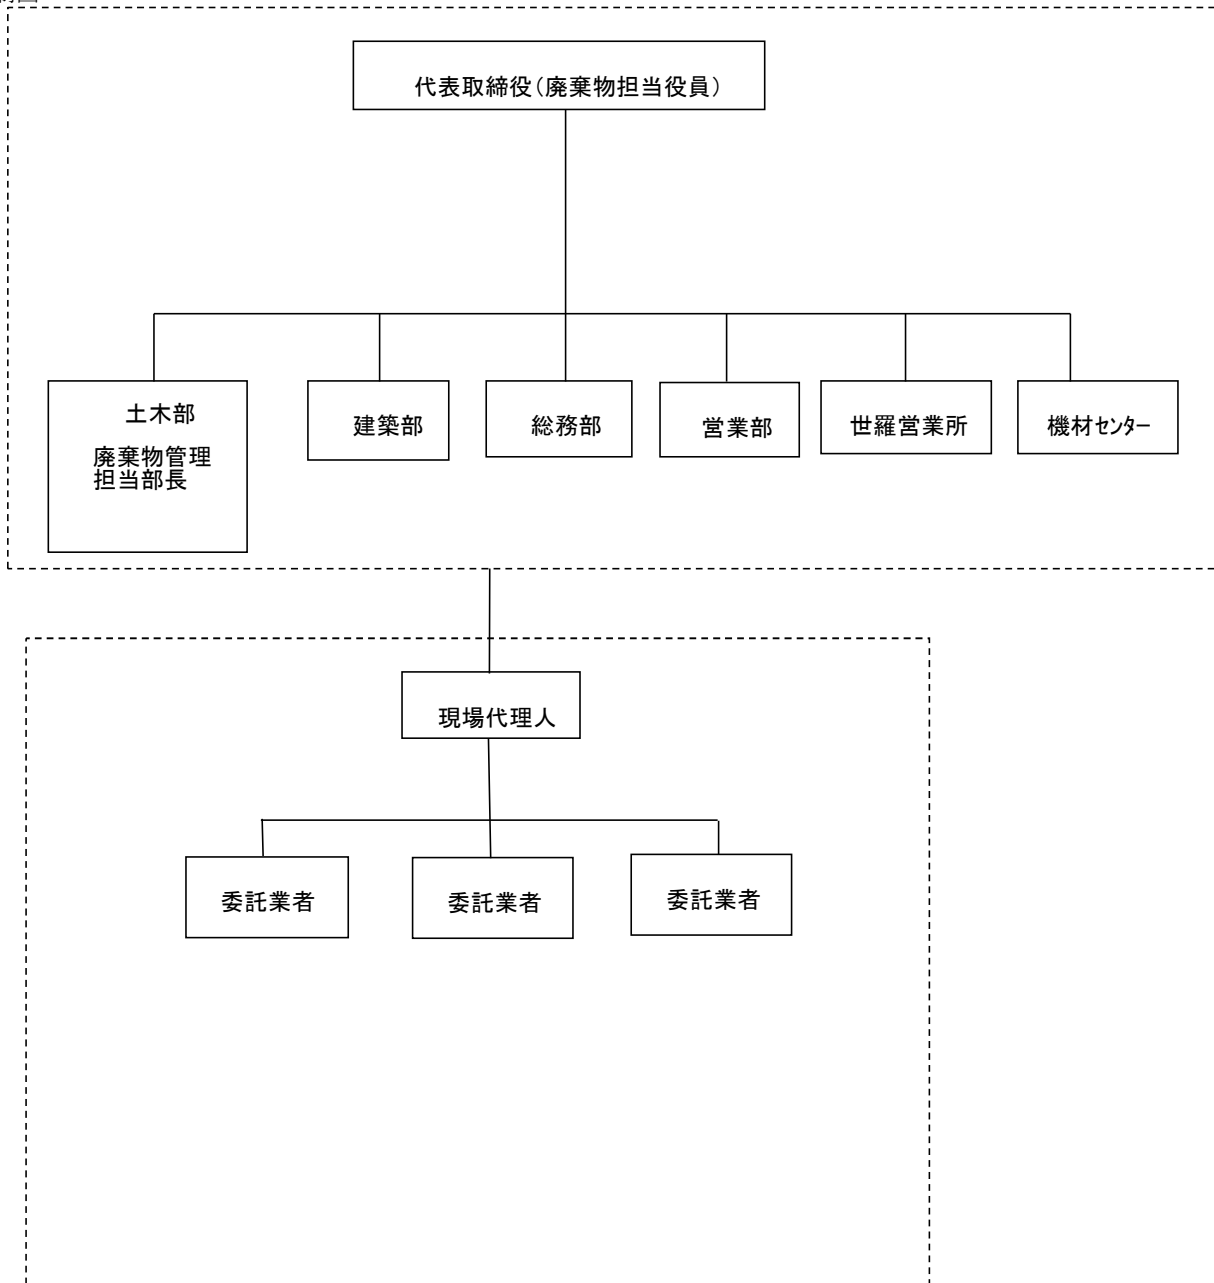 代表取締役(廃棄物担当役員)
土木部
廃棄物管理
担当部長
建築部
総務部
営業部
世羅営業所
機材ｾﾝﾀｰ
現場代理人
委託業者
委託業者
委託業者